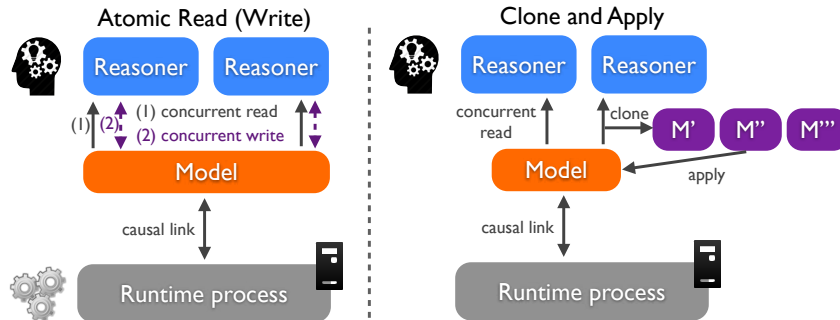 Atomic Read (Write)
Reasoner
Reasoner
(1)
(2)
(1) concurrent read
(2) concurrent write
Model
causal link
Runtime process
Clone and Apply
Reasoner
Reasoner
concurrent
read
clone
M'
M''
M'''
Model
apply
causal link
Runtime process